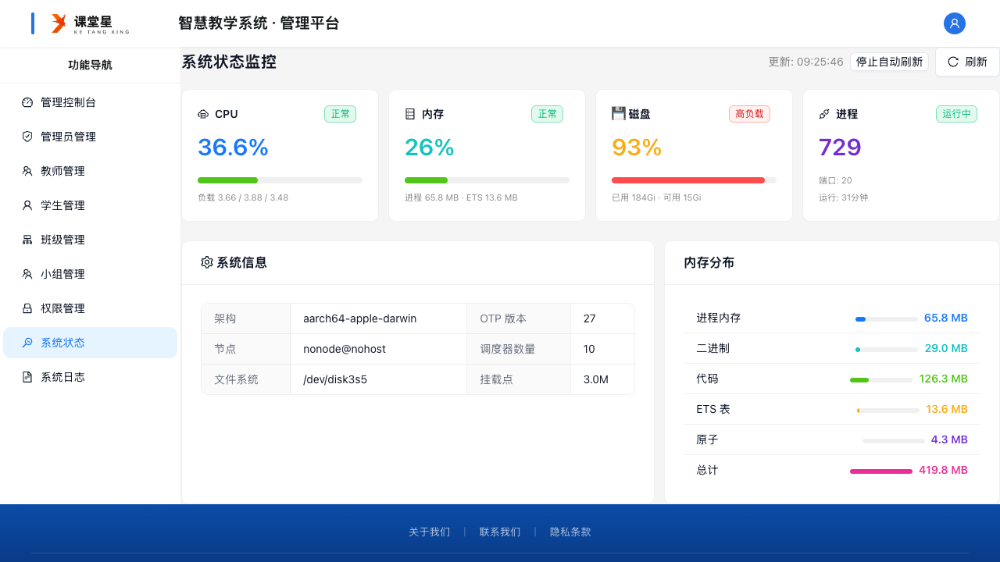 课堂星
KE TANG XING
智慧教学系统 · 管理平台
功能导航
管理控制台
管理员管理
教师管理
学生管理
班级管理
小组管理
权限管理
系统状态
系统日志
系统状态监控
更新: 09:25:46
停止自动刷新
刷新
CPU
正常
36.6%
负载 3.66 / 3.88 / 3.48
内存
正常
26%
进程 65.8 MB · ETS 13.6 MB
磁盘
高负载
93%
已用 184Gi · 可用 15Gi
进程
运行中
729
端口: 20
运行: 31分钟
系统信息
架构 aarch64-apple-darwin OTP 版本 27
节点 nonode@nohost 调度器数量 10
文件系统 /dev/disk3s5 挂载点 3.0M
内存分布
进程内存 65.8 MB
二进制 29.0 MB
代码 126.3 MB
ETS 表 13.6 MB
原子 4.3 MB
总计 419.8 MB
关于我们 | 联系我们 | 隐私条款